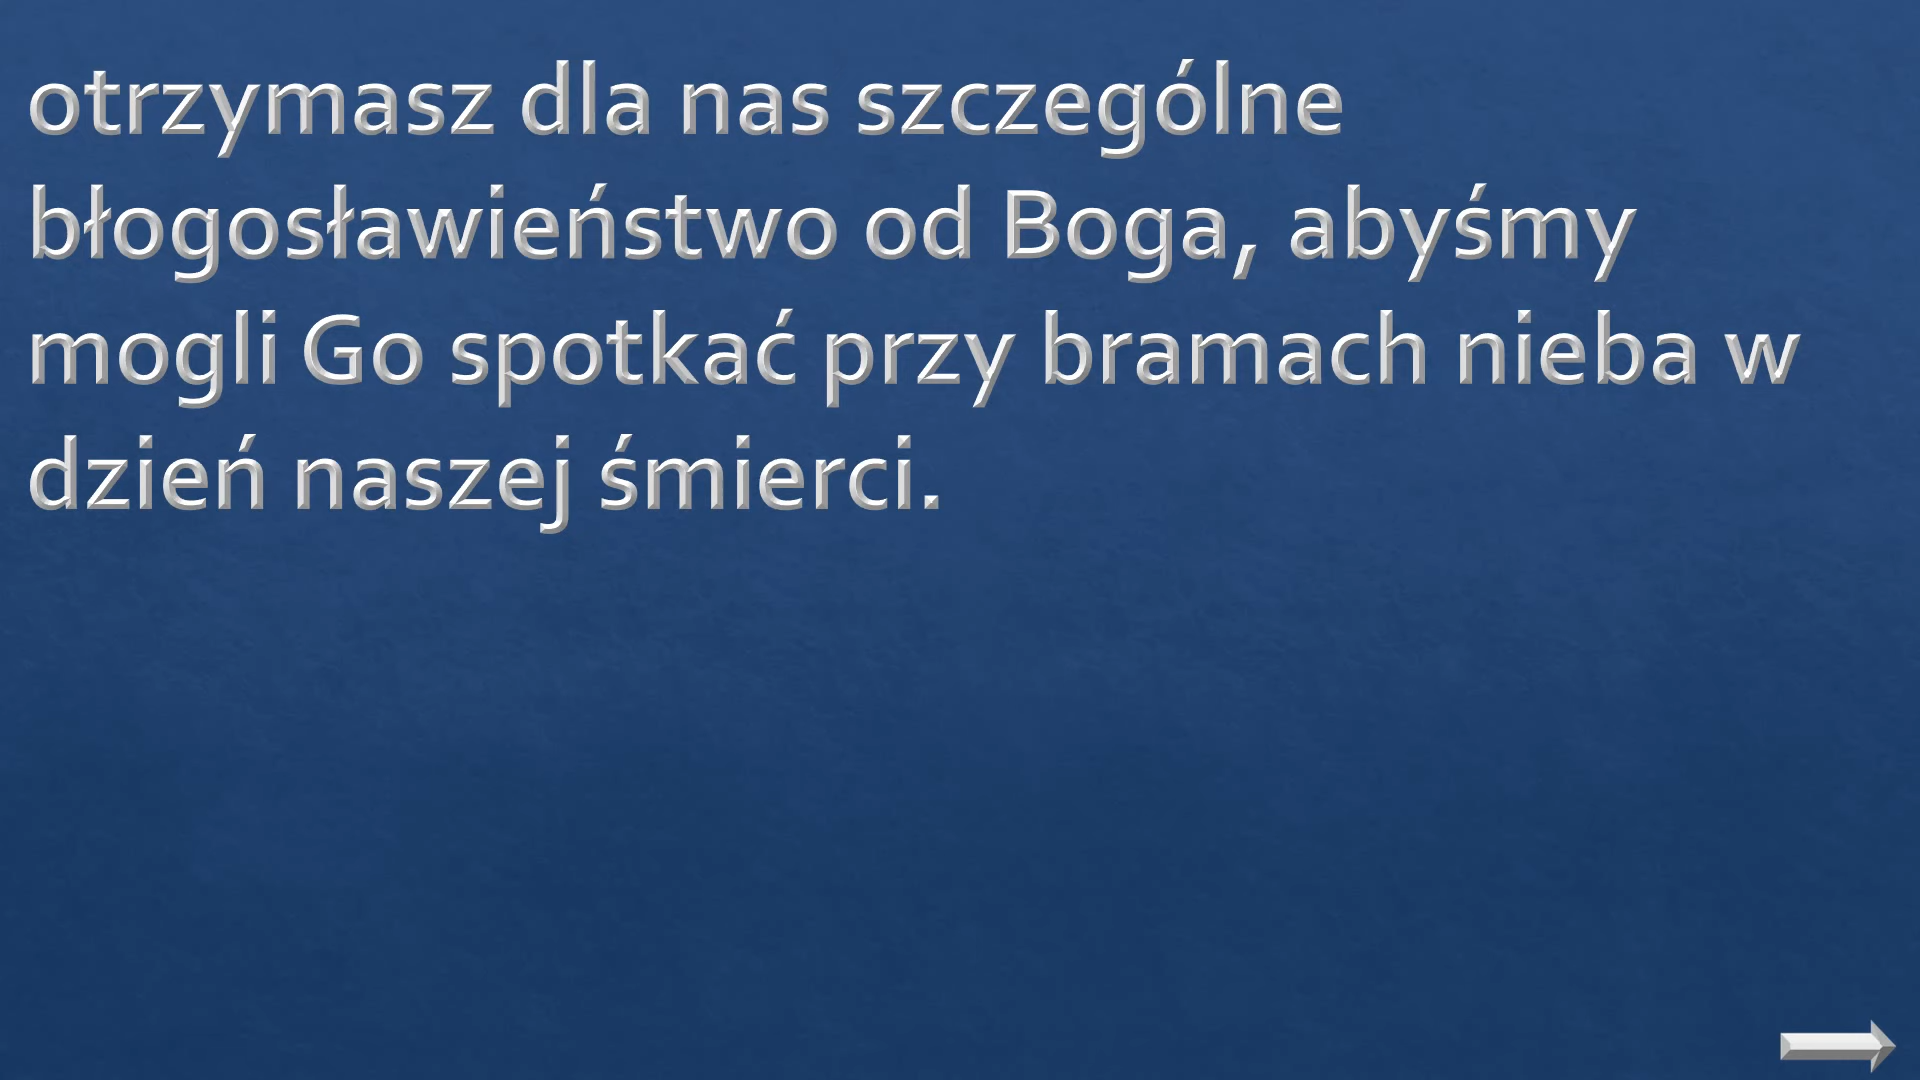 otrzymasz dla nas szczególne
błogosławieństwo od Boga, abyśmy
mogli Go spotkać przy bramach nieba w
dzień naszej śmierci.